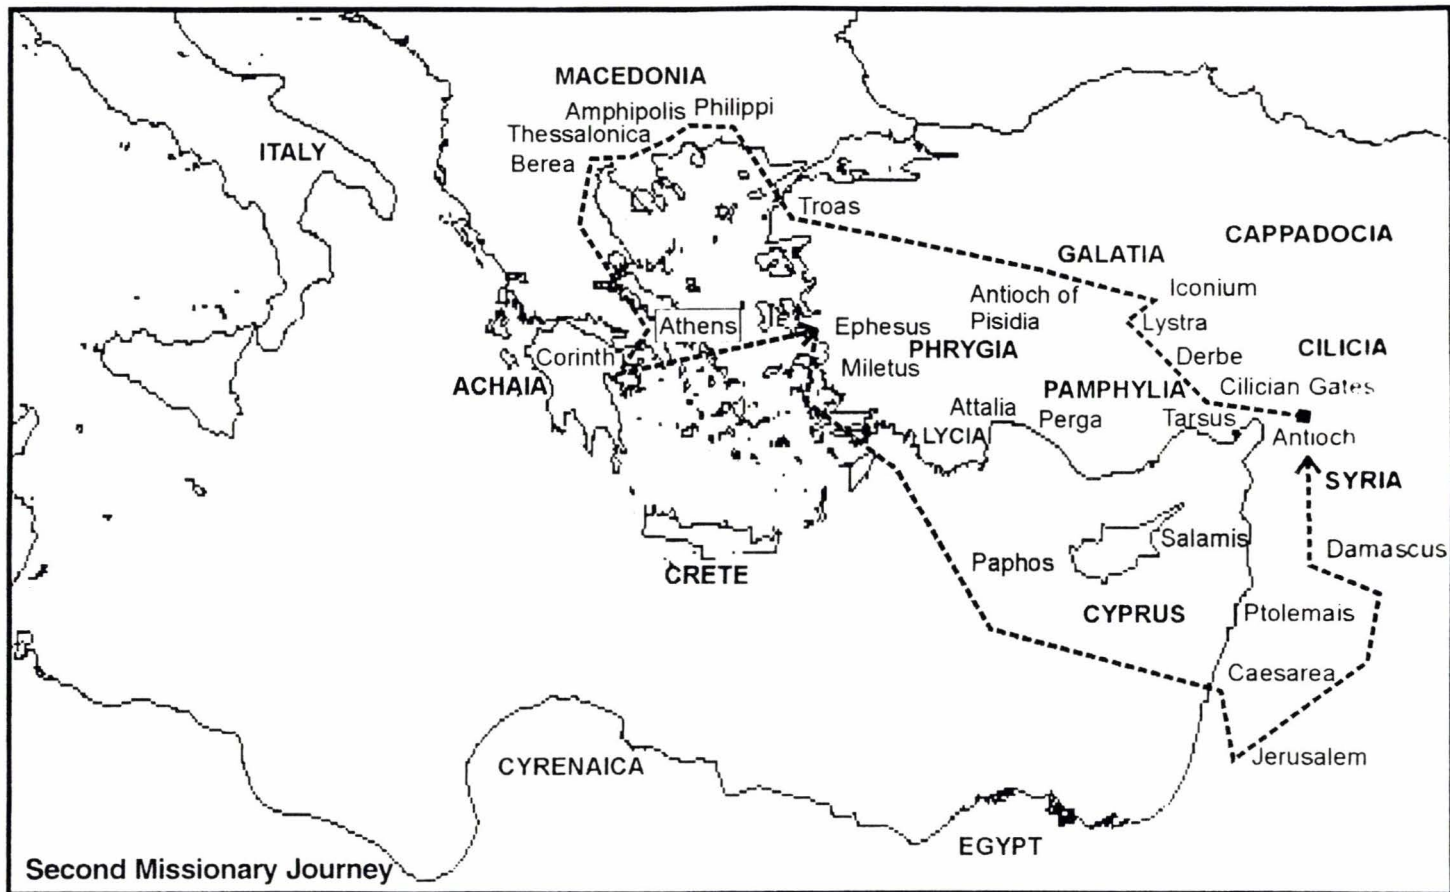 MACEDONIA
Amphipolis Philippi
Thessalonica
Berea
ITALY
Troas
CAPPADOCIA
GALATIA
Iconium
Antioch of
Pisidia
Lystra
Athens
Ephesus
PHRYGIA
Corinth
Miletus
Derbe
CILICIA
ACHAIA
PAMPHYLIA
Cilician Gates
Attalia
Perga
Tarsus
LYCIA
Antioch
SYRIA
Salamis
Damascus
Paphos
CRETE
CYPRUS
Ptolemais
Caesarea
Jerusalem
CYRENAICA
EGYPT
Second Missionary Journey